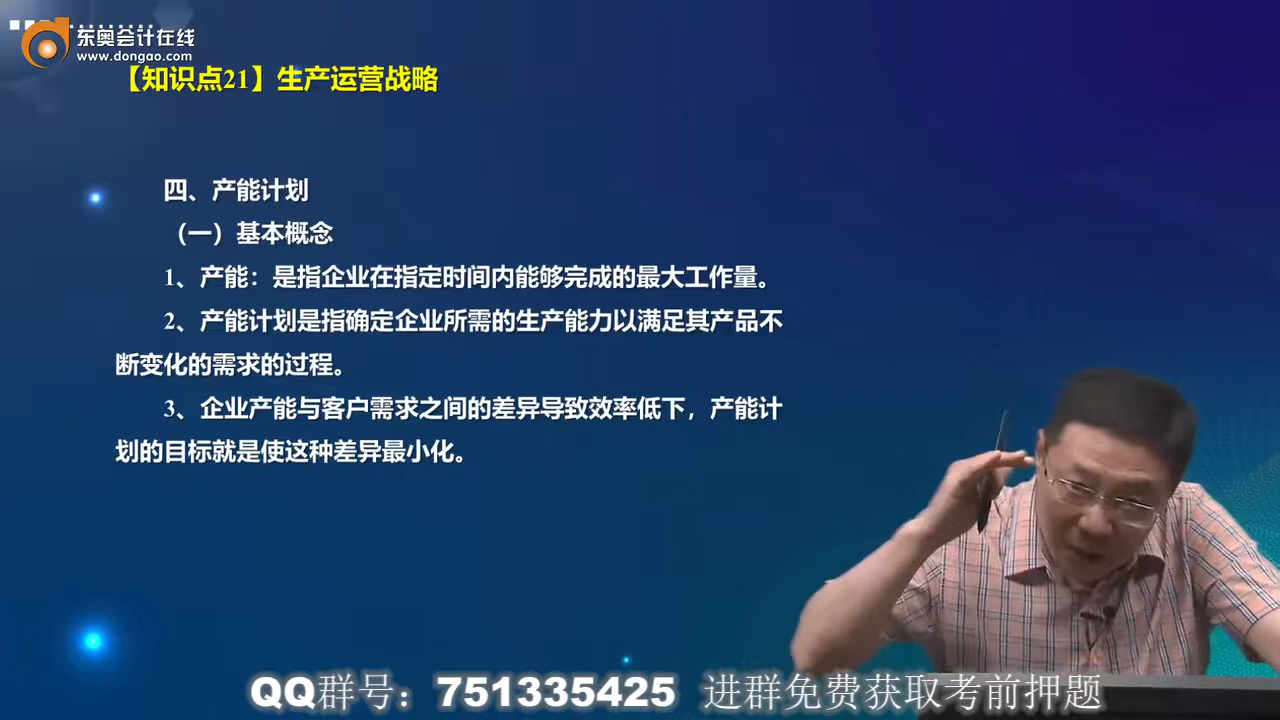 东奥会计在线
www.dongao.com
【知识点21】生产运营战略
四、产能计划
（一）基本概念
1、产能：是指企业在指定时间内能够完成的最大工作量。
2、产能计划是指确定企业所需的生产能力以满足其产品不
断变化的需求的过程。
3、企业产能与客户需求之间的差异导致效率低下，产能计
划的目标就是使这种差异最小化。
QQ群号：751335425 进群免费获取考前押题